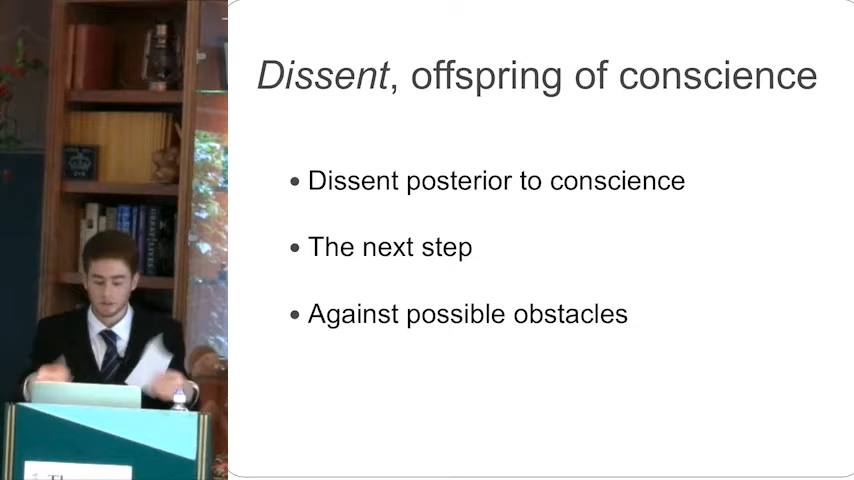 Dissent, offspring of conscience
• Dissent posterior to conscience
• The next step
• Against possible obstacles